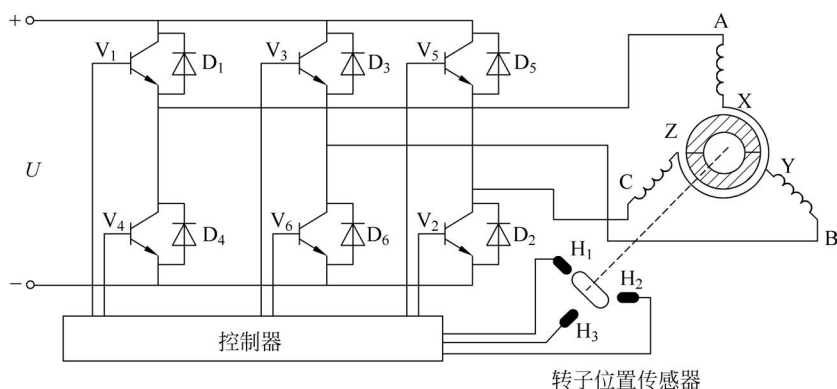 +
V₁
D₁
V₃
D₃
V₅
D₅
A
X
Z
Y
C
B
U
V₄
D₄
V₆
D₆
V₂
D₂
H₁
H₂
H₃
−
控制器
转子位置传感器